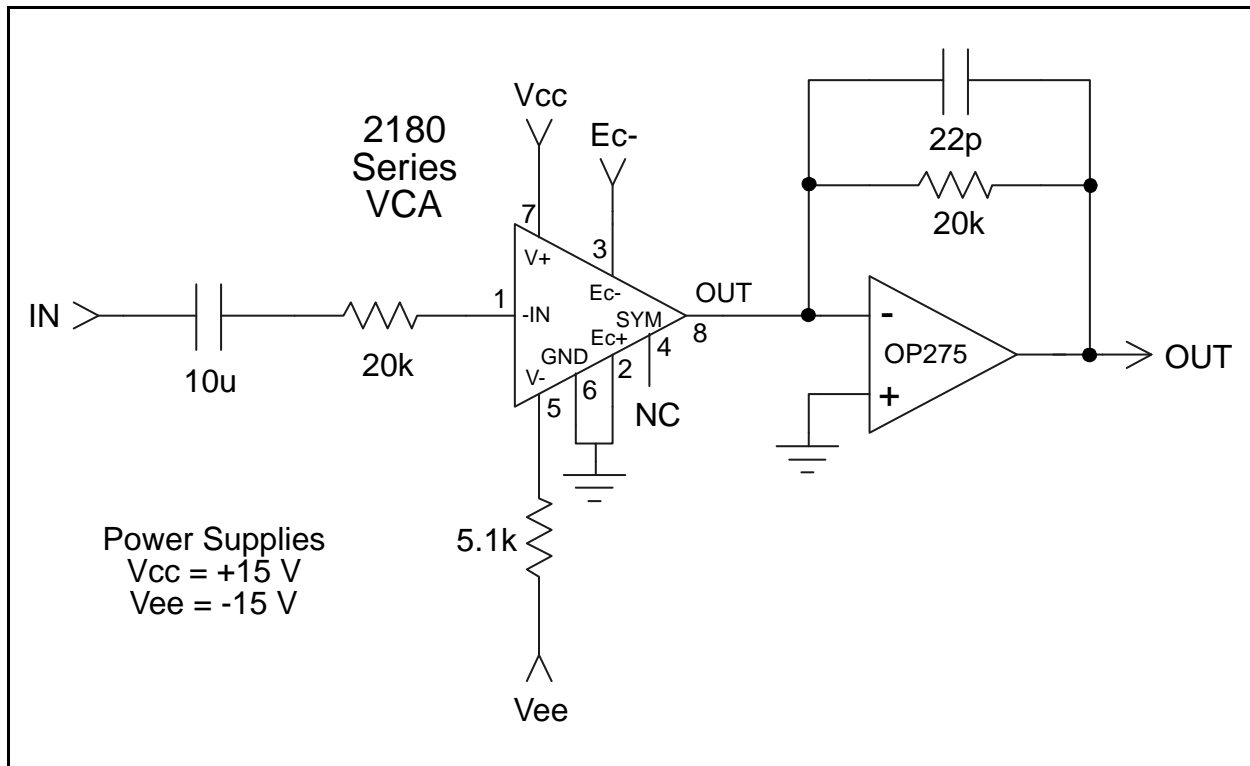 Vcc
Ec-
2180
Series
VCA
22p
20k
7
3
V+
Ec-
OUT
IN
1
-IN
SYM
8
-
Ec+
4
GND
2
OP275
OUT
10u
20k
V-
6
+
5
NC
5.1k
Power Supplies
Vcc = +15 V
Vee = -15 V
Vee